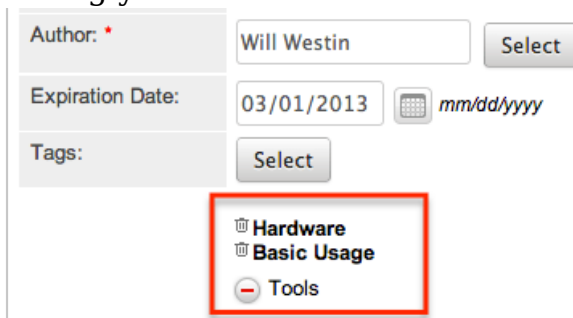 Author: * Will Westin Select
Expiration Date: 03/01/2013 mm/dd/yyyy
Tags: Select
Hardware
Basic Usage
Tools